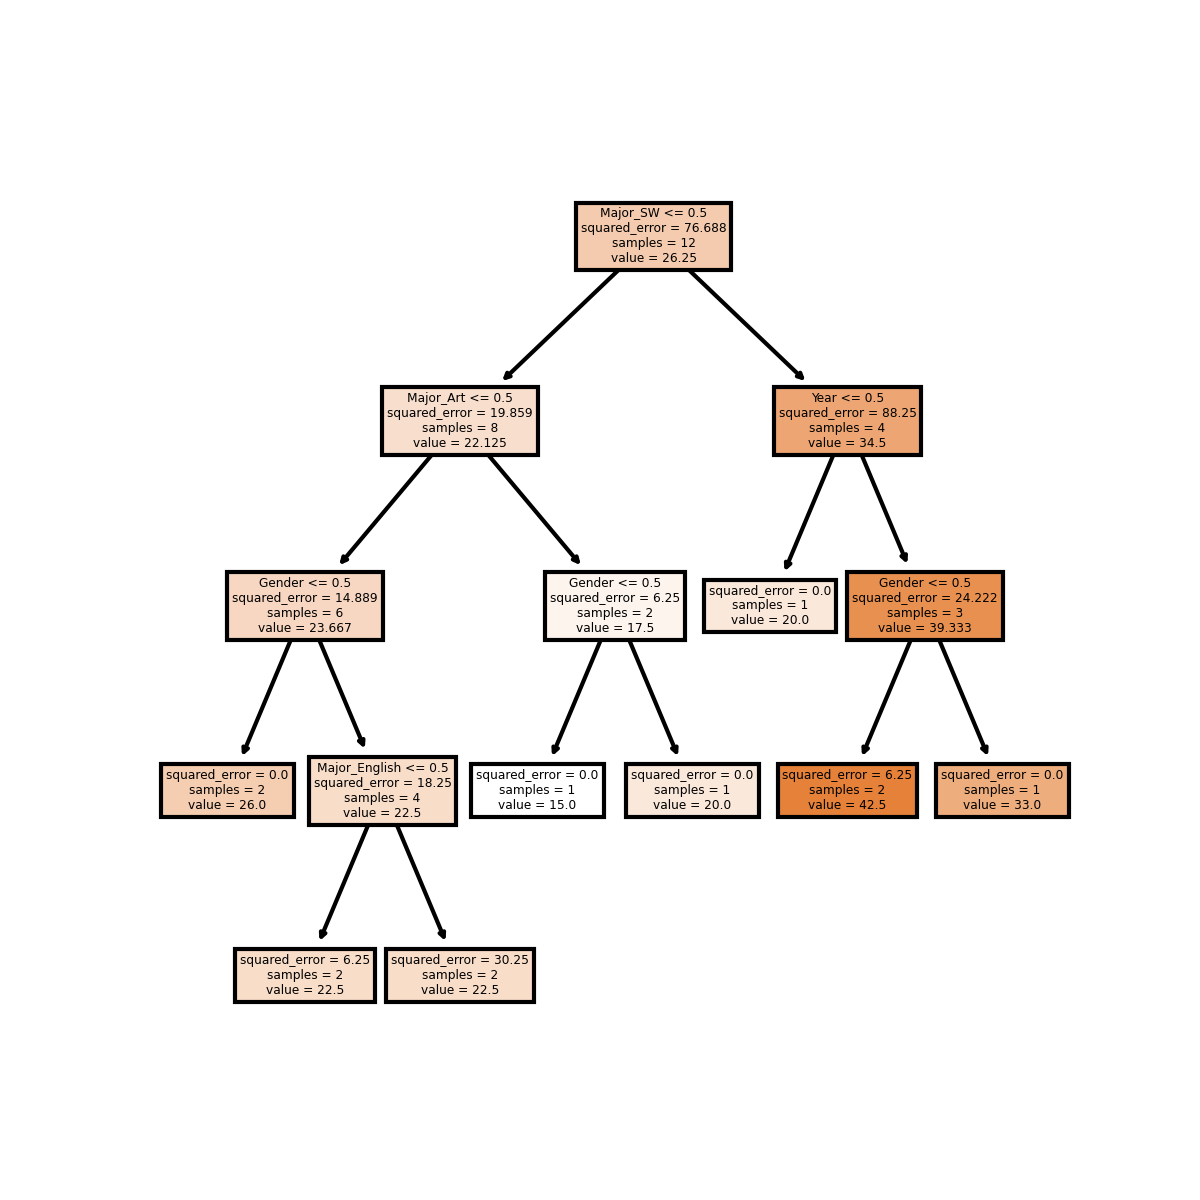 Major_SW <= 0.5
squared_error = 76.688
samples = 12
value = 26.25
Major_Art <= 0.5
squared_error = 19.859
samples = 8
value = 22.125
Year <= 0.5
squared_error = 88.25
samples = 4
value = 34.5
Gender <= 0.5
squared_error = 14.889
samples = 6
value = 23.667
Gender <= 0.5
squared_error = 6.25
samples = 2
value = 17.5
squared_error = 0.0
samples = 1
value = 20.0
Gender <= 0.5
squared_error = 24.222
samples = 3
value = 39.333
squared_error = 0.0
samples = 2
value = 26.0
Major_English <= 0.5
squared_error = 18.25
samples = 4
value = 22.5
squared_error = 0.0
samples = 1
value = 15.0
squared_error = 0.0
samples = 1
value = 20.0
squared_error = 6.25
samples = 2
value = 42.5
squared_error = 0.0
samples = 1
value = 33.0
squared_error = 6.25
samples = 2
value = 22.5
squared_error = 30.25
samples = 2
value = 22.5